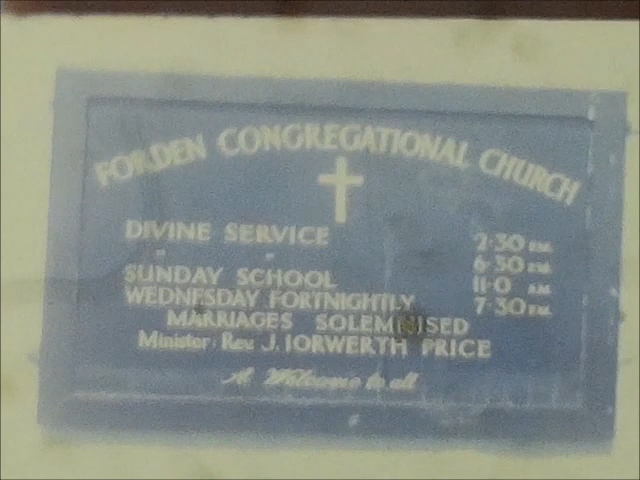 FORDEN CONGREGATIONAL CHURCH
DIVINE SERVICE 2·30 P.M.
" " 6·30 P.M.
SUNDAY SCHOOL 11·0 A.M.
WEDNESDAY FORTNIGHTLY 7·30 P.M.
MARRIAGES SOLEMNISED
Minister: Rev. J. IORWERTH PRICE
A Welcome to all